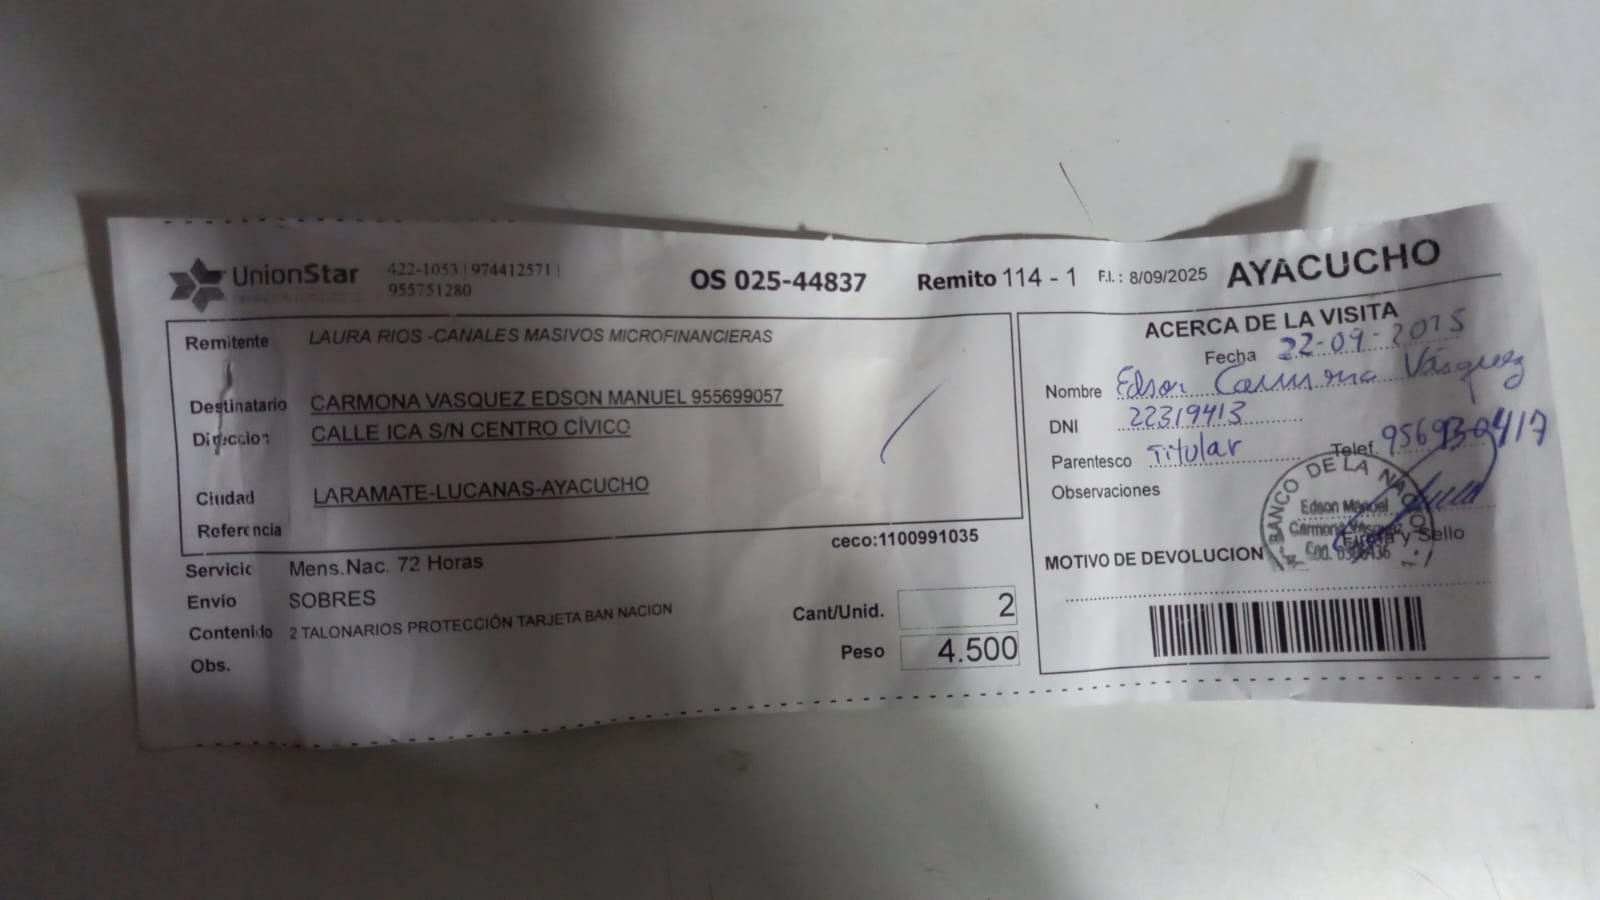 UnionStar
422-1053 | 974412571 |
955751280
OS 025-44837
Remito 114 - 1
F.I.: 8/09/2025
AYACUCHO
Remitente LAURA RIOS -CANALES MASIVOS MICROFINANCIERAS
Destinatario CARMONA VASQUEZ EDSON MANUEL 955699057
Direccion CALLE ICA S/N CENTRO CÍVICO
Ciudad LARAMATE-LUCANAS-AYACUCHO
Referencia
ceco:1100991035
Servicio Mens.Nac. 72 Horas
Envio SOBRES
Contenido 2 TALONARIOS PROTECCIÓN TARJETA BAN NACION
Obs.
Cant/Unid. 2
Peso 4.500
ACERCA DE LA VISITA
Fecha 22-09-2025
Nombre Edson Carmona Vásquez
DNI 22319413
Parentesco Titular
Telef.
Observaciones
BANCO DE LA NACION
Edson Manuel
Carmona Vasquez
Cod.
Firma y Sello
MOTIVO DE DEVOLUCION